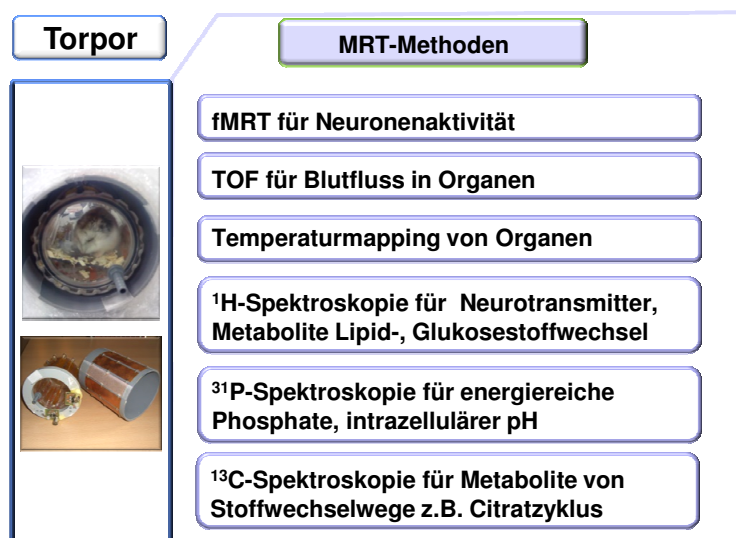 Torpor
MRT-Methoden
fMRT für Neuronenaktivität
TOF für Blutfluss in Organen
Temperaturmapping von Organen
¹H-Spektroskopie für Neurotransmitter,
Metabolite Lipid-, Glukosestoffwechsel
³¹P-Spektroskopie für energiereiche
Phosphate, intrazellulärer pH
¹³C-Spektroskopie für Metabolite von
Stoffwechselwege z.B. Citratzyklus